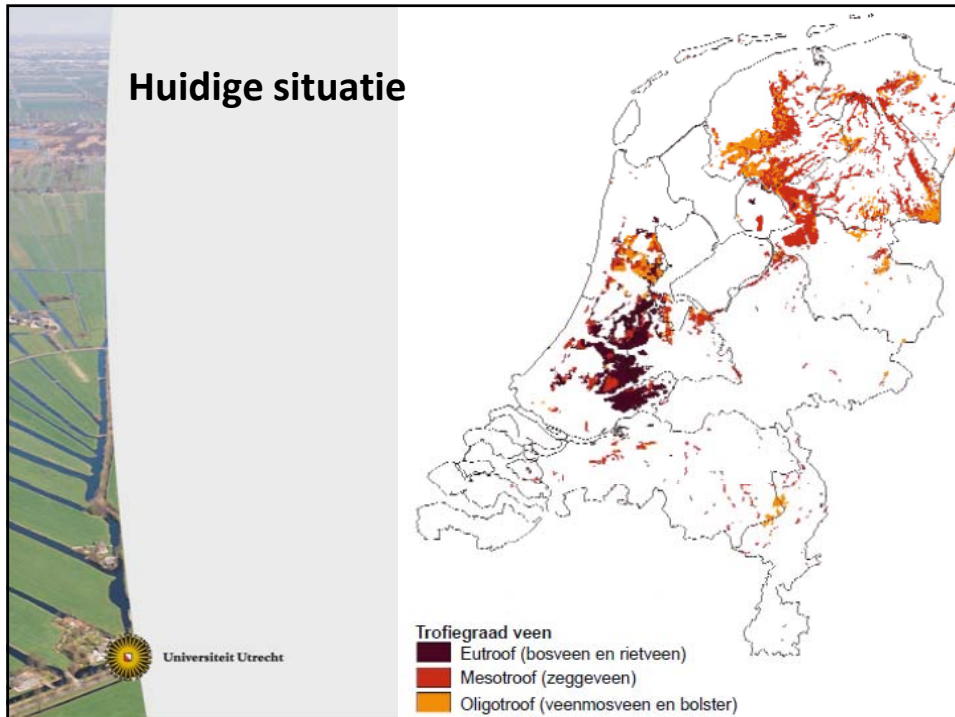 Huidige situatie
Universiteit Utrecht
Trofiegraad veen
Eutroof (bosveen en rietveen)
Mesotroof (zeggeveen)
Oligotroof (veenmosveen en bolster)